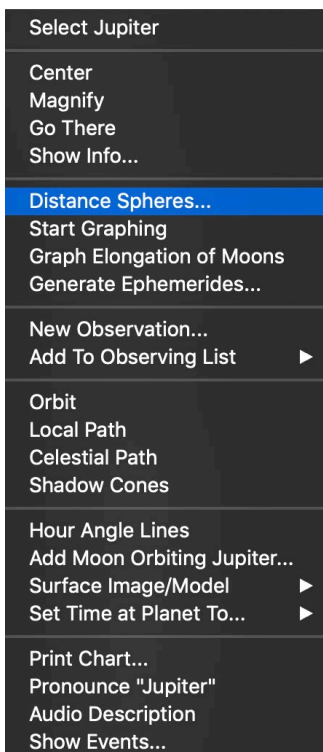 Select Jupiter
Center
Magnify
Go There
Show Info...
Distance Spheres...
Start Graphing
Graph Elongation of Moons
Generate Ephemerides...
New Observation...
Add To Observing List
Orbit
Local Path
Celestial Path
Shadow Cones
Hour Angle Lines
Add Moon Orbiting Jupiter...
Surface Image/Model
Set Time at Planet To...
Print Chart...
Pronounce "Jupiter"
Audio Description
Show Events...